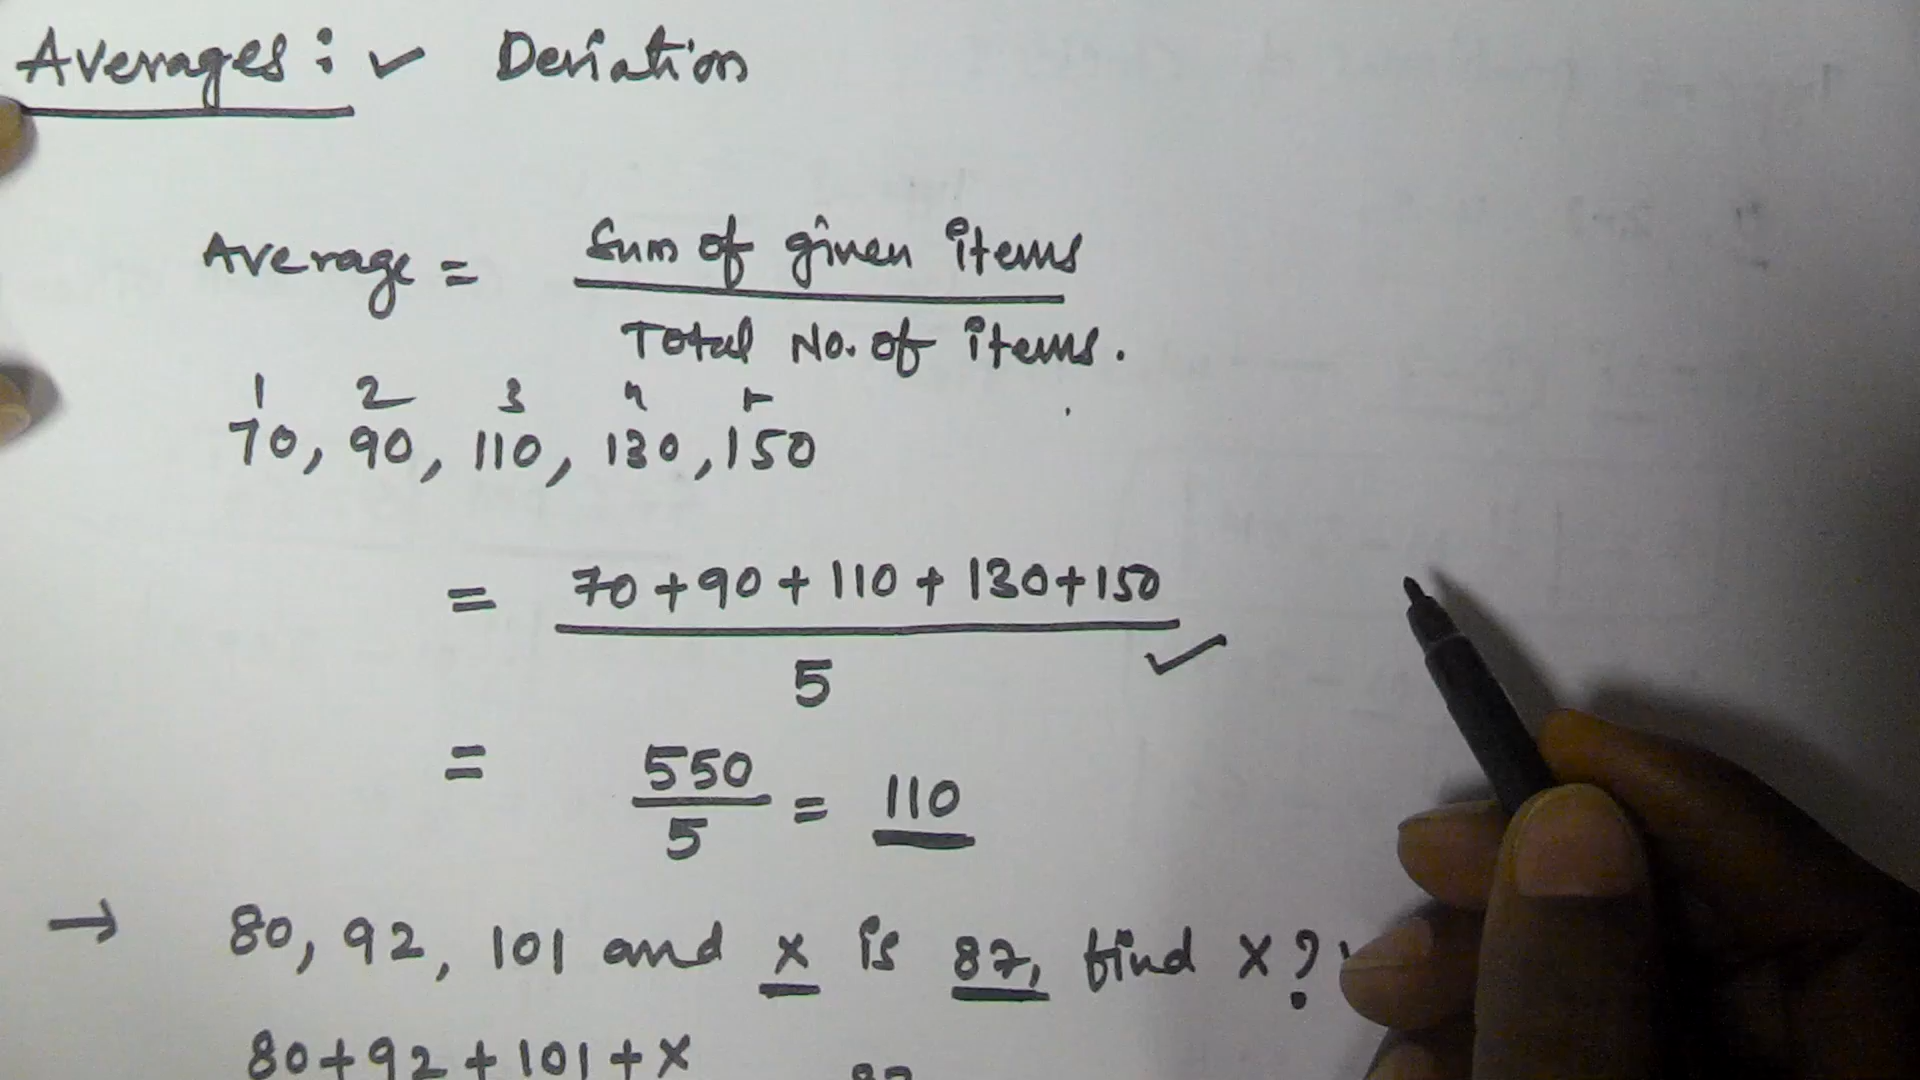 Averages : ✓ Deviation
Average = Sum of given items
Total No. of items.
1 2 3 4 5
70, 90, 110, 130, 150
= 70 + 90 + 110 + 130 + 150
5 ✓
= 550
5 = 110
→ 80, 92, 101 and x is 87, find x?
80 + 92 + 101 + x 87